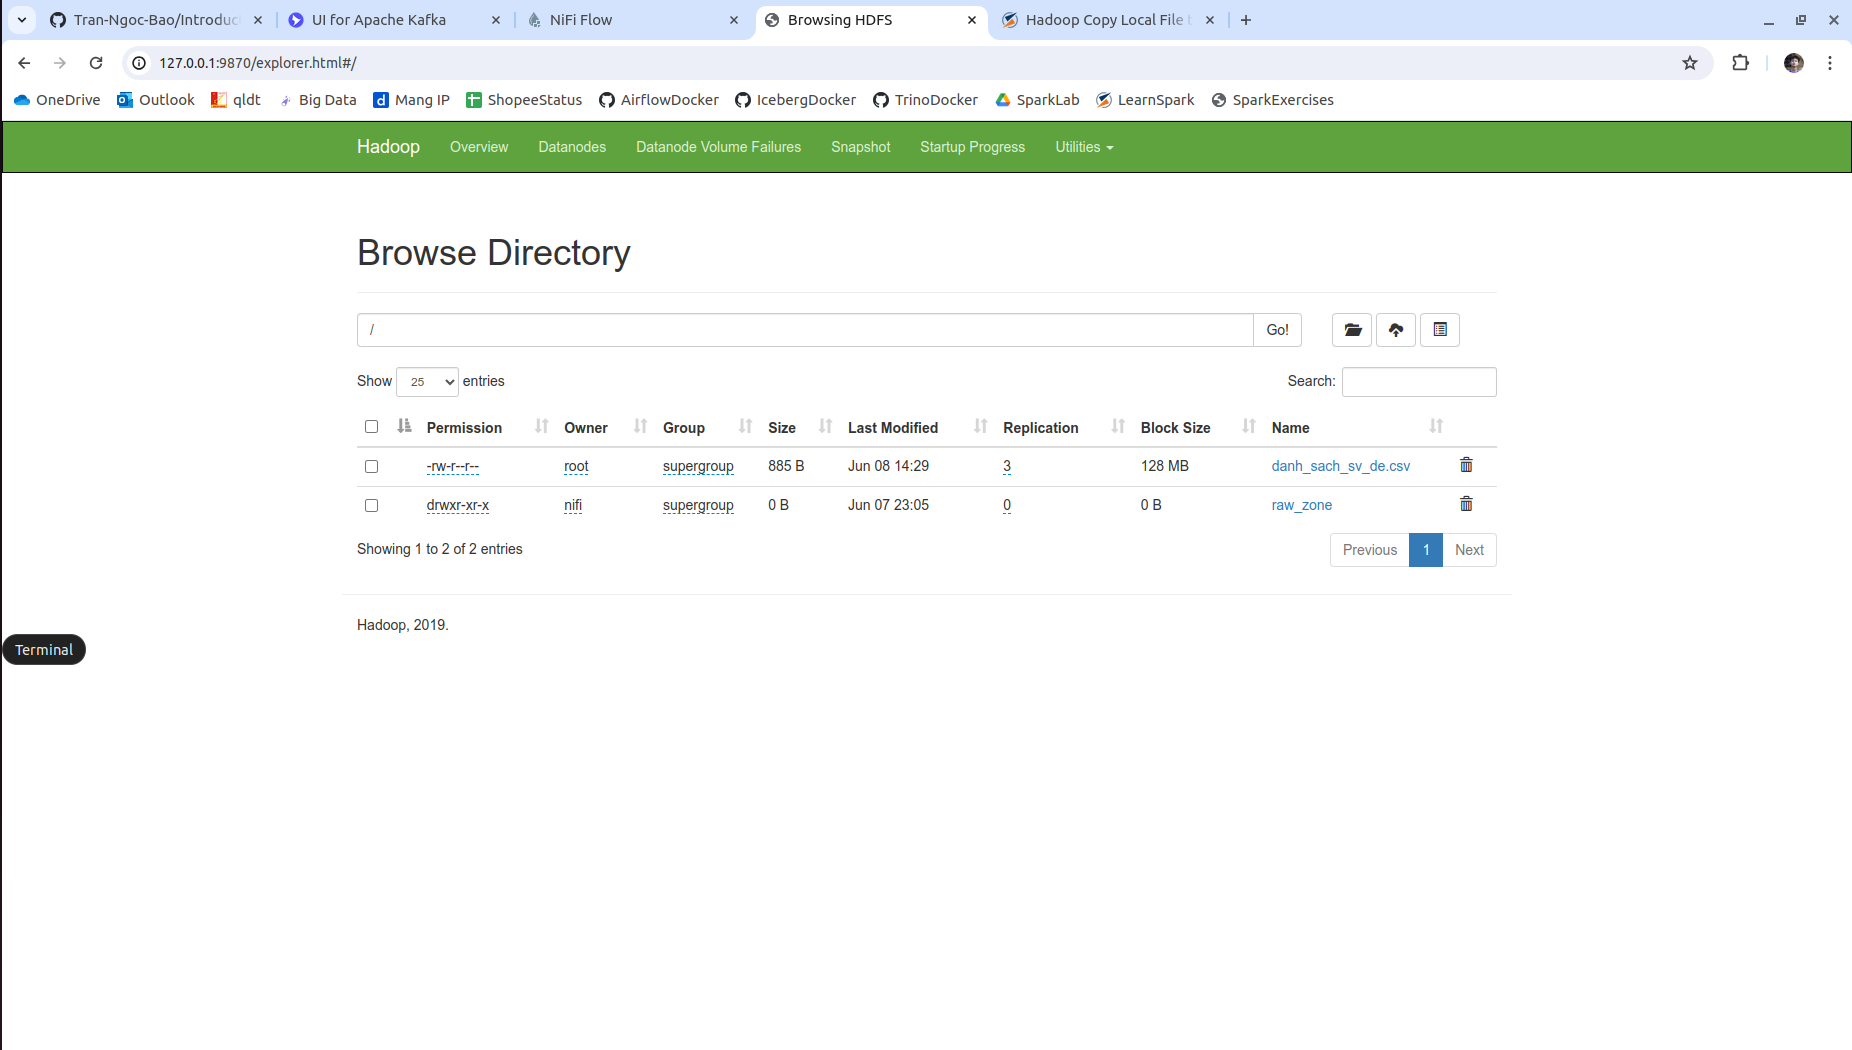 Tran-Ngoc-Bao/Introduc
UI for Apache Kafka
NiFi Flow
Browsing HDFS
Hadoop Copy Local File t
127.0.0.1:9870/explorer.html#/
OneDrive Outlook qldt Big Data Mang IP ShopeeStatus AirflowDocker IcebergDocker TrinoDocker SparkLab LearnSpark SparkExercises
Hadoop Overview Datanodes Datanode Volume Failures Snapshot Startup Progress Utilities
Browse Directory
/ Go!
Show 25 entries Search:
Permission Owner Group Size Last Modified Replication Block Size Name
-rw-r--r-- root supergroup 885 B Jun 08 14:29 3 128 MB danh_sach_sv_de.csv
drwxr-xr-x nifi supergroup 0 B Jun 07 23:05 0 0 B raw_zone
Showing 1 to 2 of 2 entries Previous 1 Next
Hadoop, 2019.
Terminal